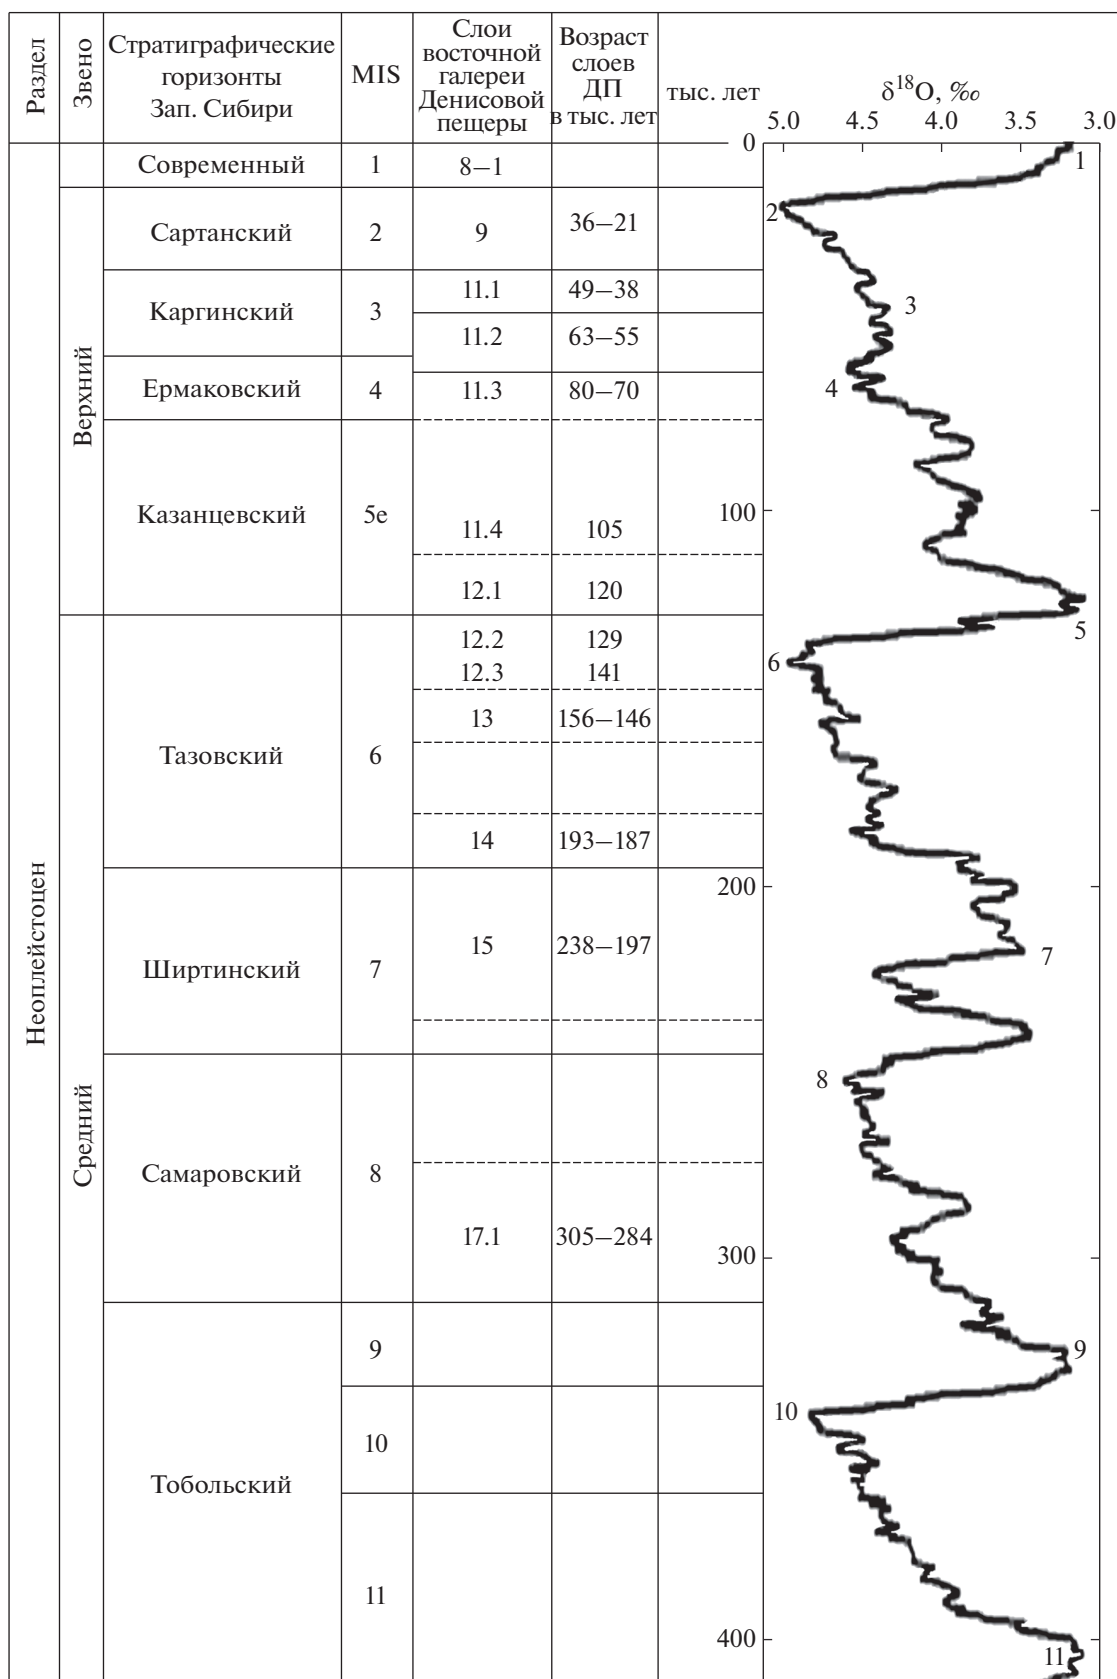 Раздел
Звено
Стратиграфические
горизонты
Зап. Сибири
MIS
Слои
восточной
галереи
Денисовой
пещеры
Возраст
слоев
ДП
в тыс. лет
тыс. лет
δ18O, ‰
5.0 4.5 4.0 3.5 3.0
Неоплейстоцен
Верхний
Средний
Современный 1 8–1
Сартанский 2 9 36–21
Каргинский 3
11.1 49–38
11.2 63–55
Ермаковский 4 11.3 80–70
Казанцевский 5е
11.4 105
12.1 120
Тазовский 6
12.2 129
12.3 141
13 156–146
14 193–187
Ширтинский 7 15 238–197
Самаровский 8
17.1 305–284
Тобольский
9
10
11
0
100
200
300
400
1
2
3
4
5
6
7
8
9
10
11